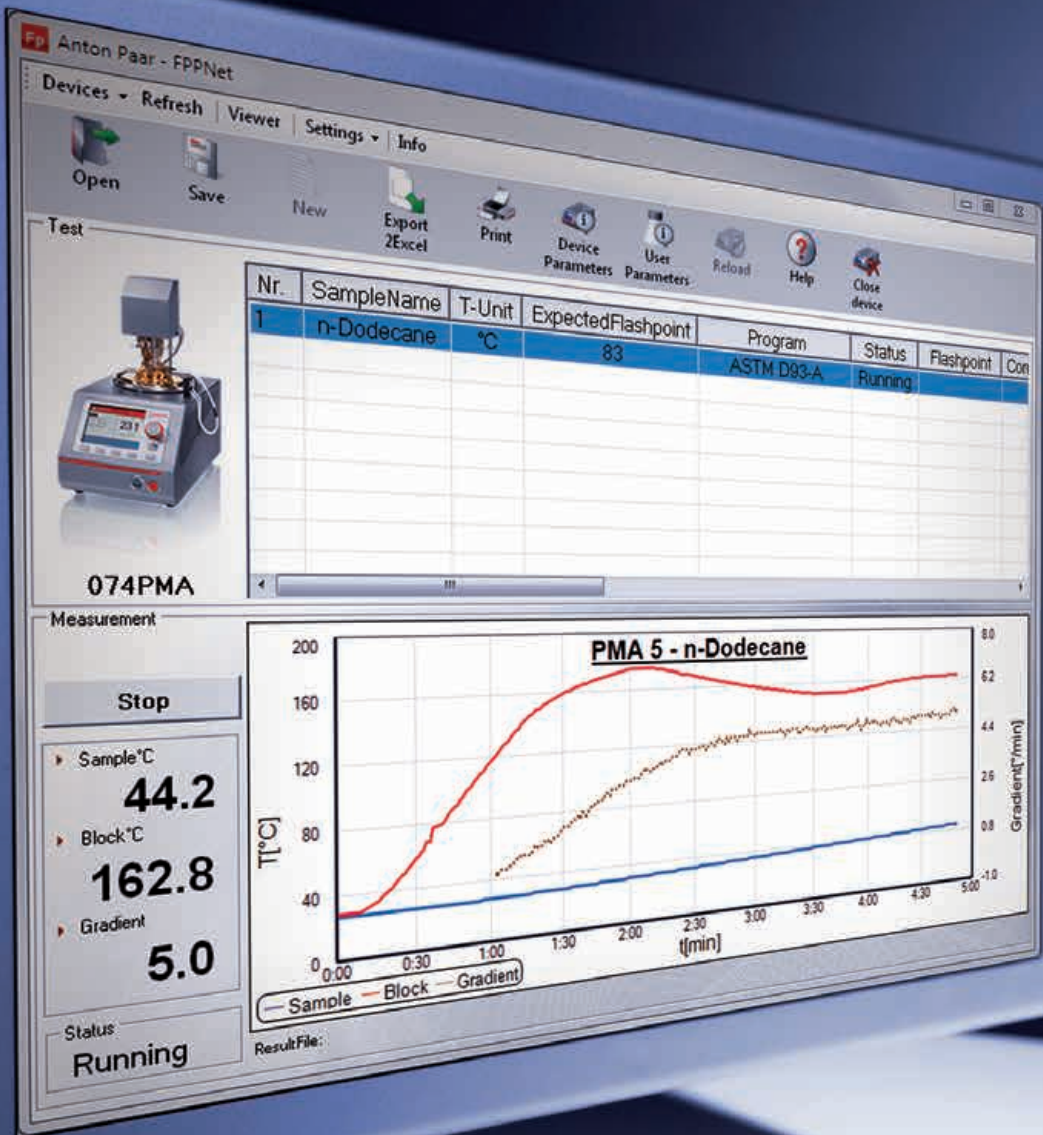 Fp Anton Paar - FPPNet
Devices Refresh Viewer Settings Info
Open Save New Export 2Excel Print Device Parameters User Parameters Reload Help Close device
Test
Nr. SampleName T-Unit ExpectedFlashpoint Program Status Flashpoint Con
1 n-Dodecane °C 83 ASTM D93-A Running
074PMA
Measurement
Stop
Sample°C
44.2
Block°C
162.8
Gradient
5.0
Status
Running
PMA 5 - n-Dodecane
T[°C]
200
160
120
80
40
0
8.0
6.2
4.4
2.6
0.8
-1.0
Gradient[°/min]
0:00 0:30 1:00 1:30 2:00 2:30 3:00 3:30 4:00 4:30 5:00
t[min]
Sample Block Gradient
ResultFile: